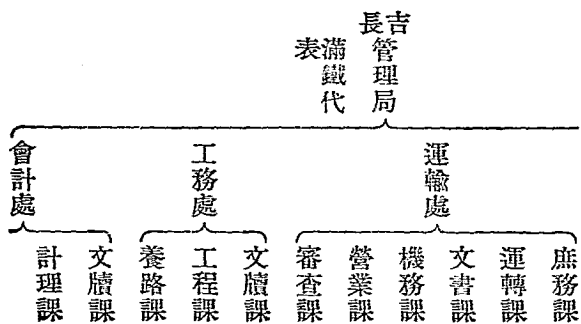 吉長管理局
滿鐵代表
運輸處
庶務課
運轉課
文書課
機務課
營業課
審查課
工務處
文牘課
工程課
養路課
會計處
文牘課
計理課